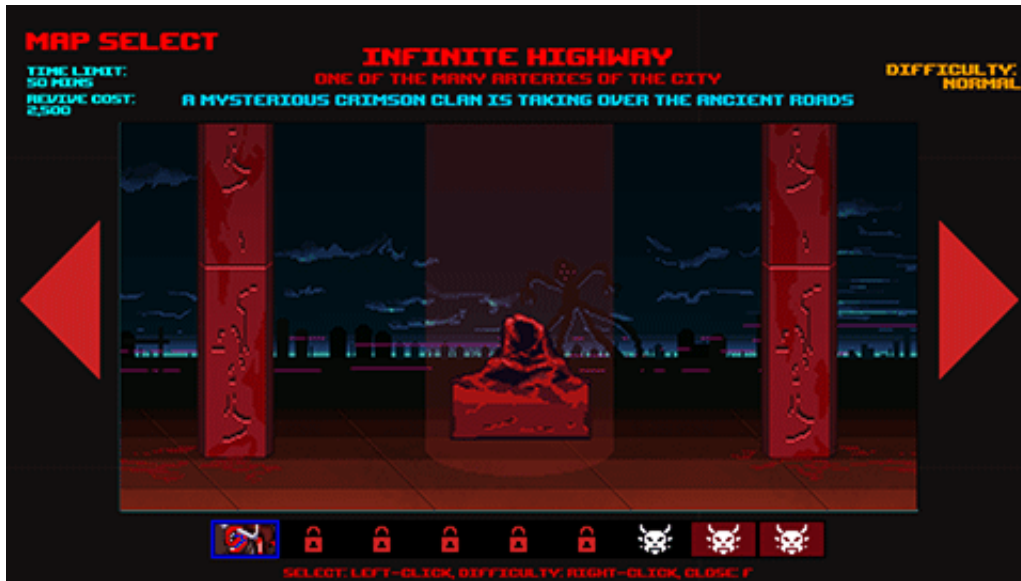 MAP SELECT
TIME LIMIT:
50 MINS
REVIVE COST:
2,500
INFINITE HIGHWAY
ONE OF THE MANY ARTERIES OF THE CITY
A MYSTERIOUS CRIMSON CLAN IS TAKING OVER THE ANCIENT ROADS
DIFFICULTY:
NORMAL
SELECT: LEFT-CLICK, DIFFICULTY: RIGHT-CLICK, CLOSE: F